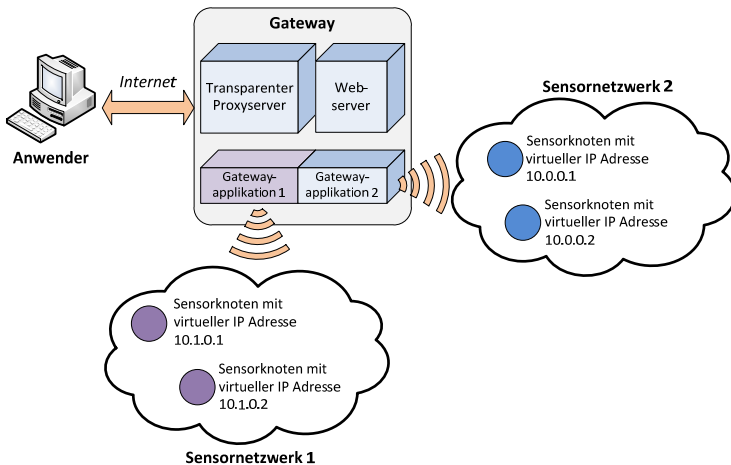 Gateway
Internet
Transparenter
Proxyserver
Web-
server
Anwender
Gateway-
applikation 1
Gateway-
applikation 2
Sensornetzwerk 2
Sensorknoten mit
virtueller IP Adresse
10.0.0.1
Sensorknoten mit
virtueller IP Adresse
10.0.0.2
Sensorknoten mit
virtueller IP Adresse
10.1.0.1
Sensorknoten mit
virtueller IP Adresse
10.1.0.2
Sensornetzwerk 1